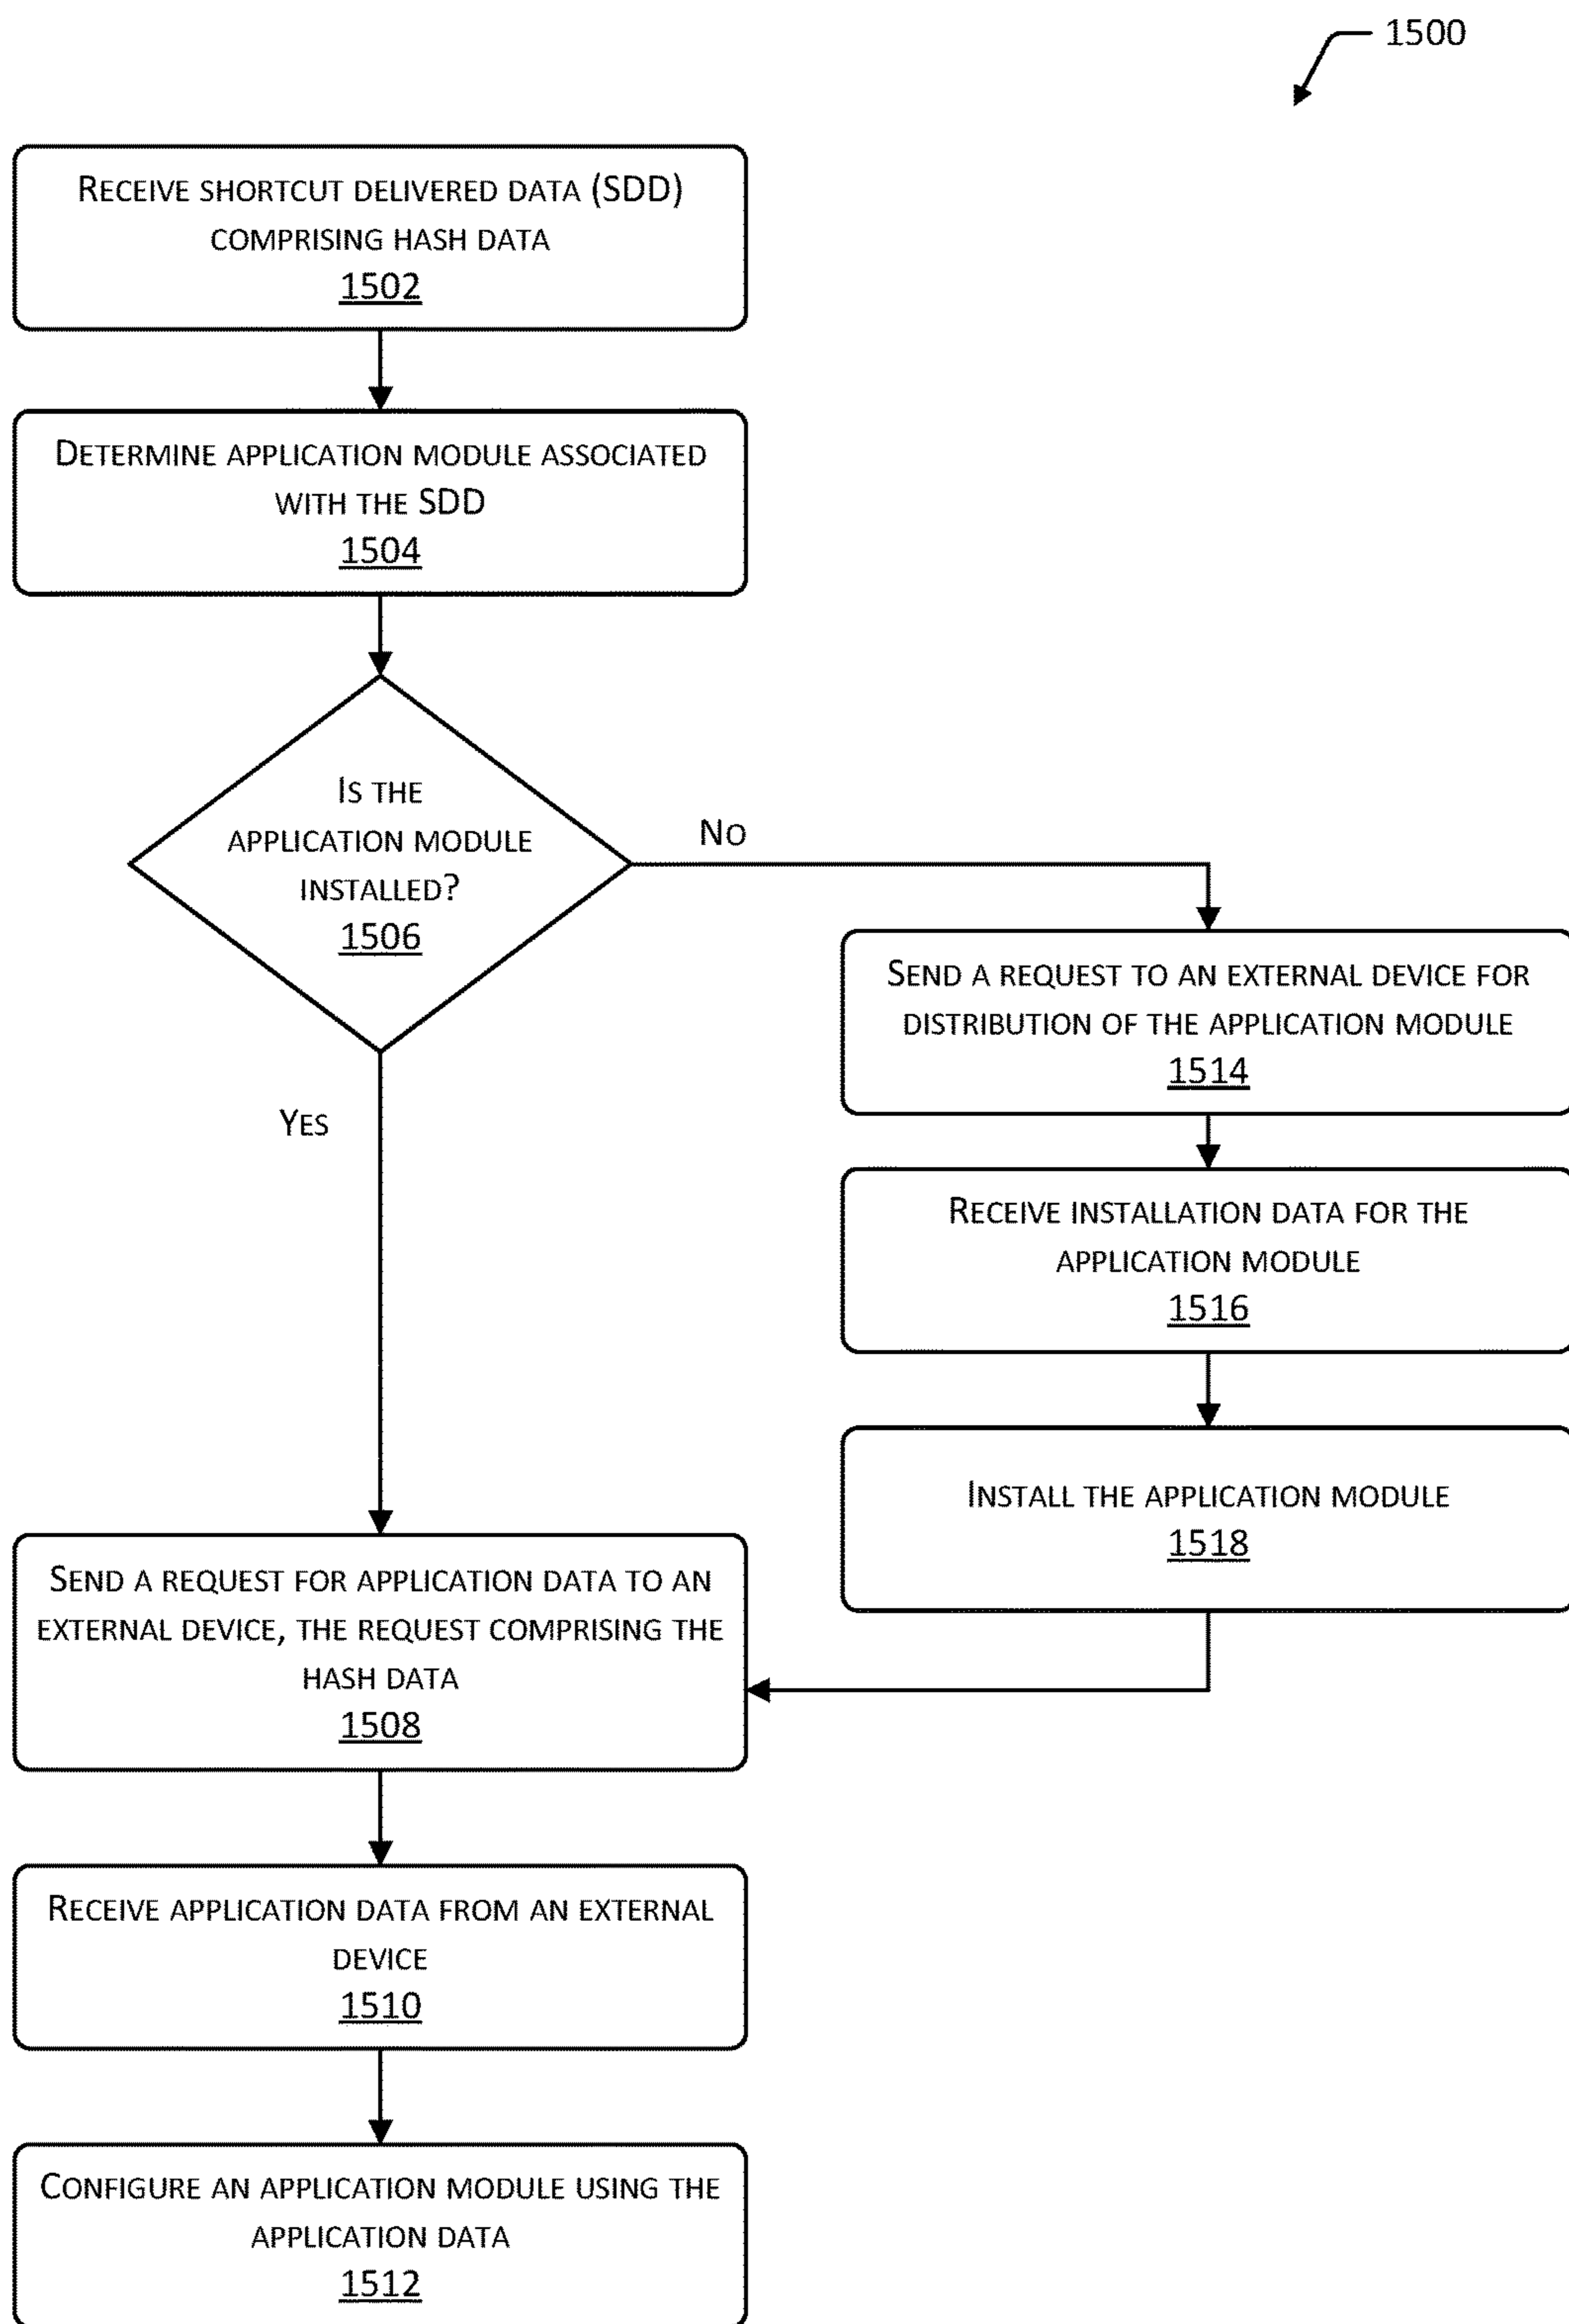 1500
RECEIVE SHORTCUT DELIVERED DATA (SDD)
COMPRISING HASH DATA
1502
DETERMINE APPLICATION MODULE ASSOCIATED
WITH THE SDD
1504
IS THE
APPLICATION MODULE
INSTALLED?
1506
NO
YES
SEND A REQUEST TO AN EXTERNAL DEVICE FOR
DISTRIBUTION OF THE APPLICATION MODULE
1514
RECEIVE INSTALLATION DATA FOR THE
APPLICATION MODULE
1516
INSTALL THE APPLICATION MODULE
1518
SEND A REQUEST FOR APPLICATION DATA TO AN
EXTERNAL DEVICE, THE REQUEST COMPRISING THE
HASH DATA
1508
RECEIVE APPLICATION DATA FROM AN EXTERNAL
DEVICE
1510
CONFIGURE AN APPLICATION MODULE USING THE
APPLICATION DATA
1512